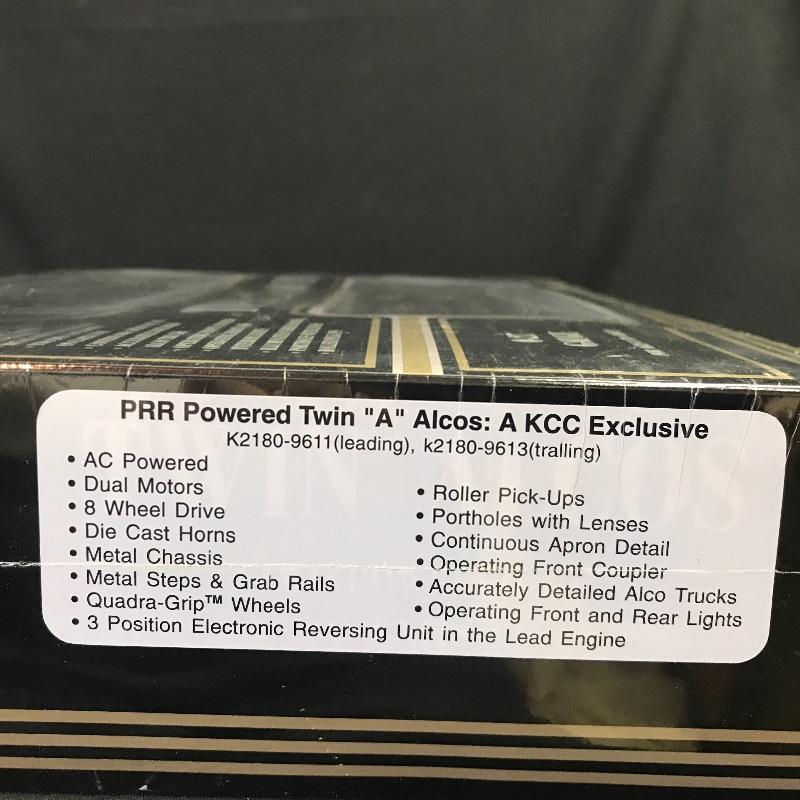 PRR Powered Twin "A" Alcos: A KCC Exclusive
K2180-9611(leading), k2180-9613(tralling)
• AC Powered
• Dual Motors
• 8 Wheel Drive
• Die Cast Horns
• Metal Chassis
• Metal Steps & Grab Rails
• Quadra-Grip™ Wheels
• Roller Pick-Ups
• Portholes with Lenses
• Continuous Apron Detail
• Operating Front Coupler
• Accurately Detailed Alco Trucks
• Operating Front and Rear Lights
• 3 Position Electronic Reversing Unit in the Lead Engine